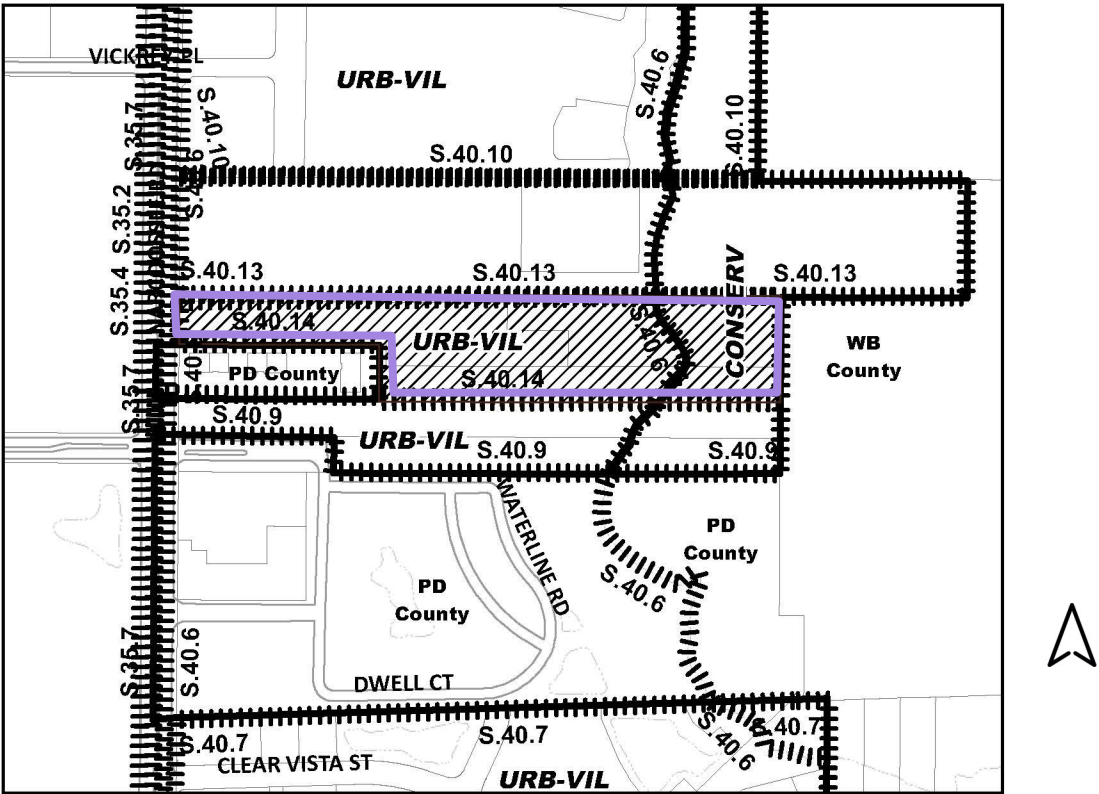 VICKREY PL
URB-VIL
S.40.6
S.40.10
S.35.7
S.40.10
S.40.10
S.35.2
S.40.13
S.40.13
S.40.13
S.35.4
S.40.14
URB-VIL
S.40.6
CONSERV
WB
County
PD County
S.40.14
S.35.7
S.40.9
URB-VIL
S.40.9
S.40.9
WATERLINE RD
PD
County
S.40.6
PD
County
S.35.7
S.40.6
DWELL CT
S.40.7
S.40.7
S.40.6
S.40.7
CLEAR VISTA ST
URB-VIL